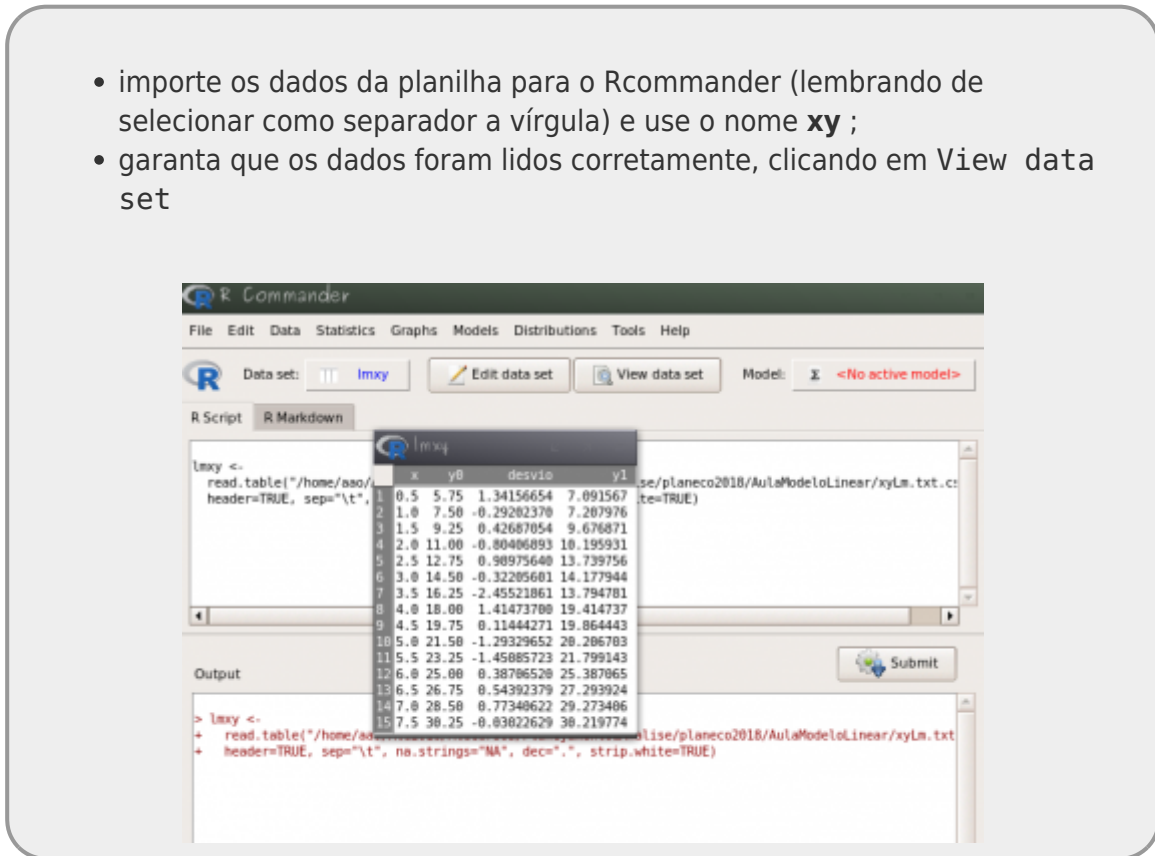 • importe os dados da planilha para o Rcommander (lembrando de
selecionar como separador a vírgula) e use o nome xy ;
• garanta que os dados foram lidos corretamente, clicando em View data
set
R Commander
File Edit Data Statistics Graphs Models Distributions Tools Help
Data set: lmxy Edit data set View data set Model: Σ <No active model>
R Script R Markdown
lmxy <-
read.table("/home/aao/ se/planeco2018/AulaModeloLinear/xyLm.txt.cs
header=TRUE, sep="\t", te=TRUE)
lmxy
x y0 desvio y1
1 0.5 5.75 1.34156654 7.091567
2 1.0 7.50 -0.29202370 7.207976
3 1.5 9.25 0.42687054 9.676871
4 2.0 11.00 -0.80406893 10.195931
5 2.5 12.75 0.98975640 13.739756
6 3.0 14.50 -0.32205601 14.177944
7 3.5 16.25 -2.45521861 13.794781
8 4.0 18.00 1.41473700 19.414737
9 4.5 19.75 0.11444271 19.864443
10 5.0 21.50 -1.29329652 20.206703
11 5.5 23.25 -1.45085723 21.799143
12 6.0 25.00 0.38706520 25.387065
13 6.5 26.75 0.54392379 27.293924
14 7.0 28.50 0.77340622 29.273406
15 7.5 30.25 -0.03022629 30.219774
Output
Submit
> lmxy <-
+ read.table("/home/aa alise/planeco2018/AulaModeloLinear/xyLm.txt
+ header=TRUE, sep="\t", na.strings="NA", dec=".", strip.white=TRUE)